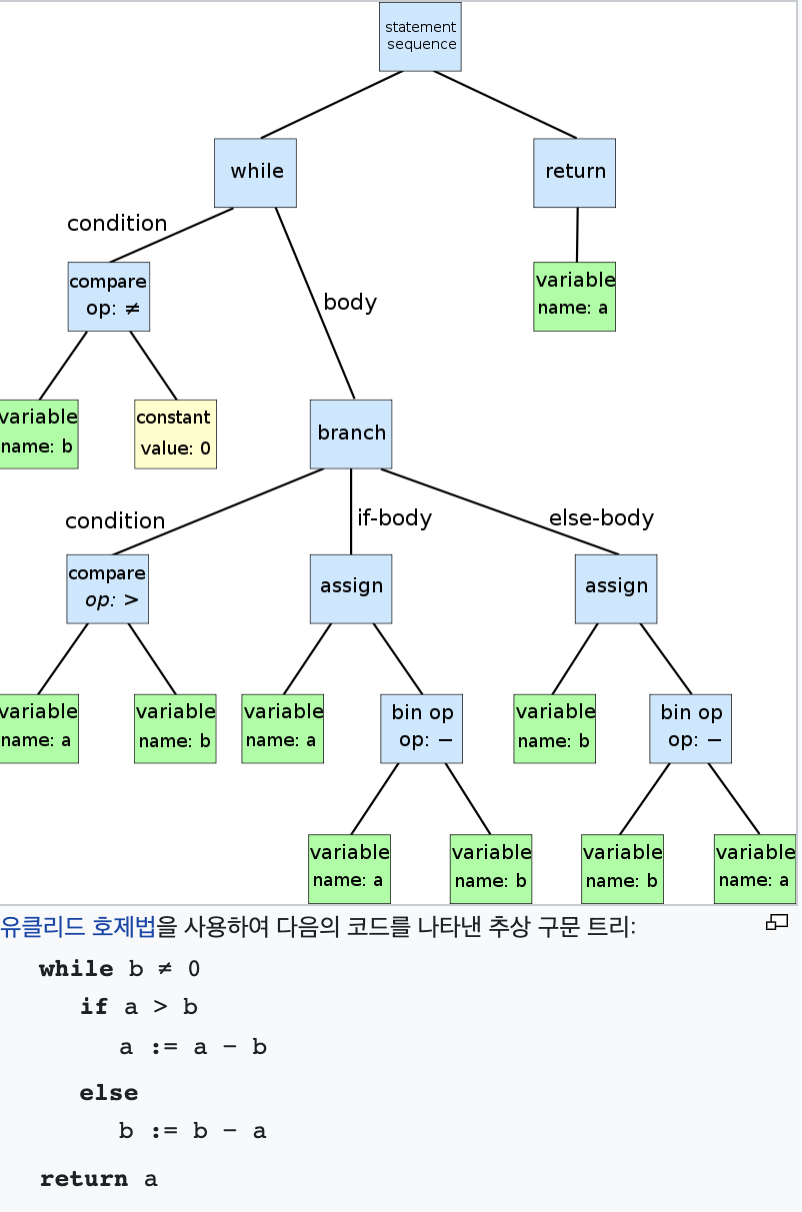 statement
sequence
while
return
condition
compare
op: ≠
body
variable
name: a
variable
name: b
constant
value: 0
branch
condition
if-body
else-body
compare
op: >
assign
assign
variable
name: a
variable
name: b
variable
name: a
bin op
op: −
variable
name: b
bin op
op: −
variable
name: a
variable
name: b
variable
name: b
variable
name: a
유클리드 호제법을 사용하여 다음의 코드를 나타낸 추상 구문 트리:
while b ≠ 0
if a > b
a := a − b
else
b := b − a
return a